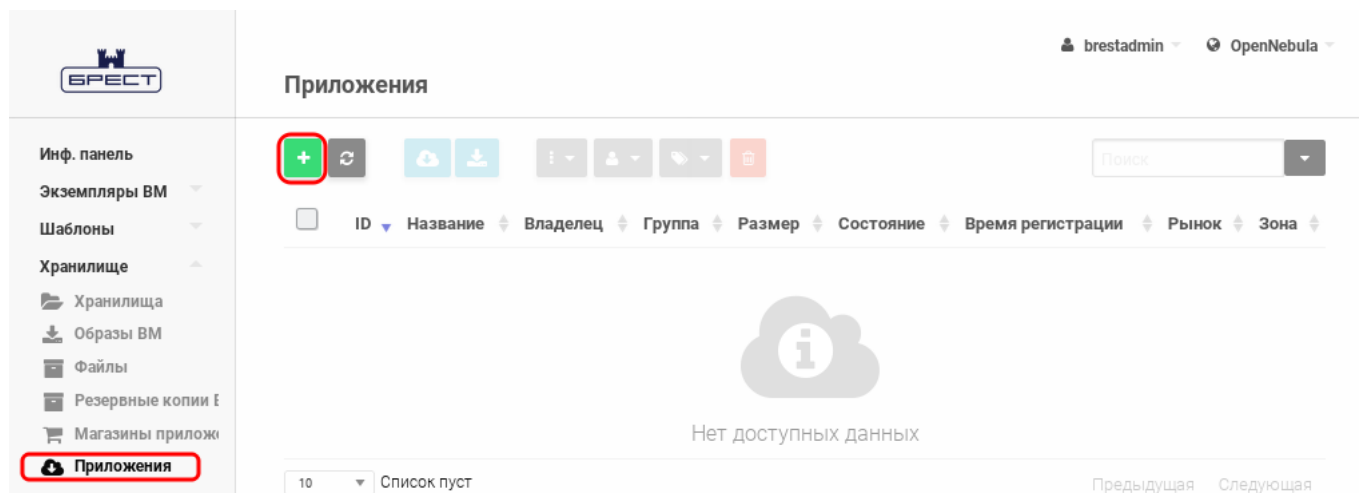 БРЕСТ
brestadmin
OpenNebula
Приложения
Инф. панель
Экземпляры ВМ
Шаблоны
Хранилище
Хранилища
Образы ВМ
Файлы
Резервные копии
Магазины прилож
Приложения
Поиск
ID Название Владелец Группа Размер Состояние Время регистрации Рынок Зона
Нет доступных данных
10 Список пуст
Предыдущая Следующая